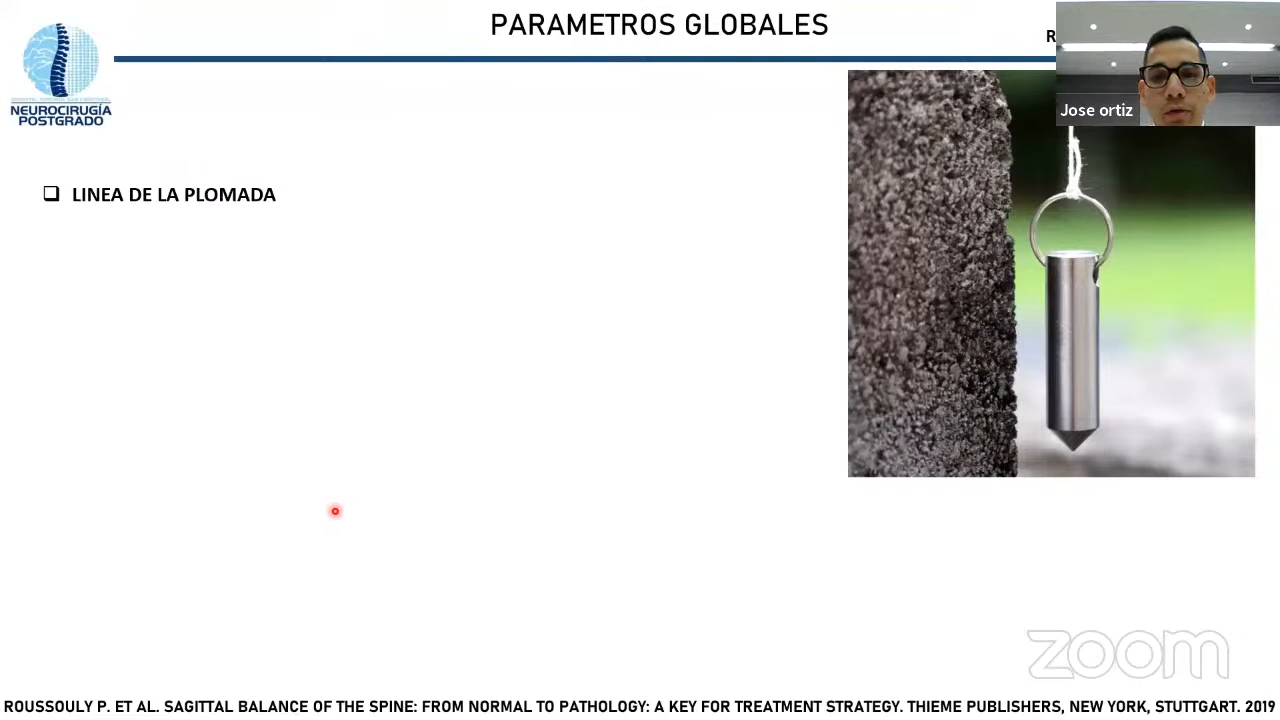 PARAMETROS GLOBALES
R
NEUROCIRUGÍA
POSTGRADO
Jose ortiz
❑ LINEA DE LA PLOMADA
zoom
ROUSSOULY P. ET AL. SAGITTAL BALANCE OF THE SPINE: FROM NORMAL TO PATHOLOGY: A KEY FOR TREATMENT STRATEGY. THIEME PUBLISHERS, NEW YORK, STUTTGART. 2019